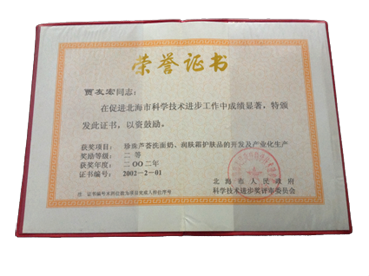 荣誉证书
贾友宏同志：
在促进北海市科学技术进步工作中成绩显著，特颁
发此证书，以资鼓励。
获奖项目：珍珠芦荟洗面奶、润肤霜护肤品的开发及产业化生产
奖励等级：二等
获奖年度：二〇〇二年
证书编号：2002-2-01
北海市人民政府
科学技术进步奖评审委员会